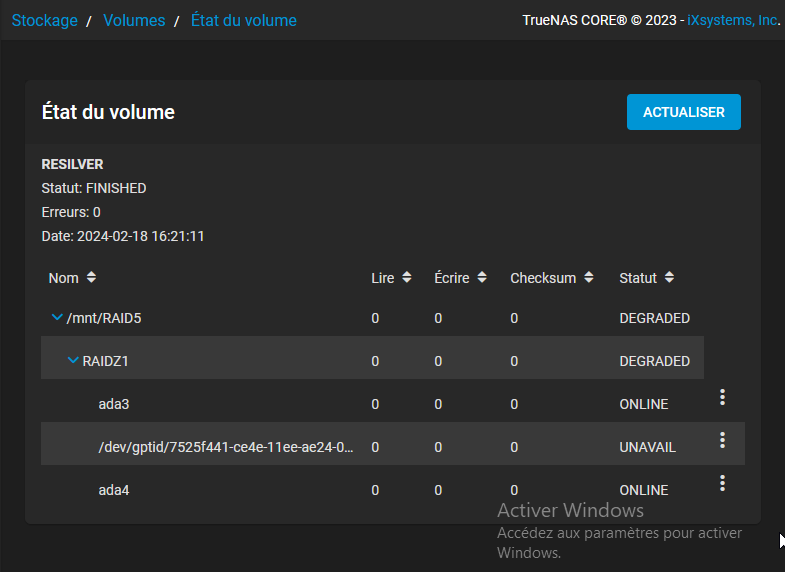 Stockage / Volumes / État du volume TrueNAS CORE® © 2023 - iXsystems, Inc.
État du volume ACTUALISER
RESILVER
Statut: FINISHED
Erreurs: 0
Date: 2024-02-18 16:21:11
Nom Lire Écrire Checksum Statut
/mnt/RAID5 0 0 0 DEGRADED
RAIDZ1 0 0 0 DEGRADED
ada3 0 0 0 ONLINE
/dev/gptid/7525f441-ce4e-11ee-ae24-0... 0 0 0 UNAVAIL
ada4 0 0 0 ONLINE
Activer Windows
Accédez aux paramètres pour activer
Windows.